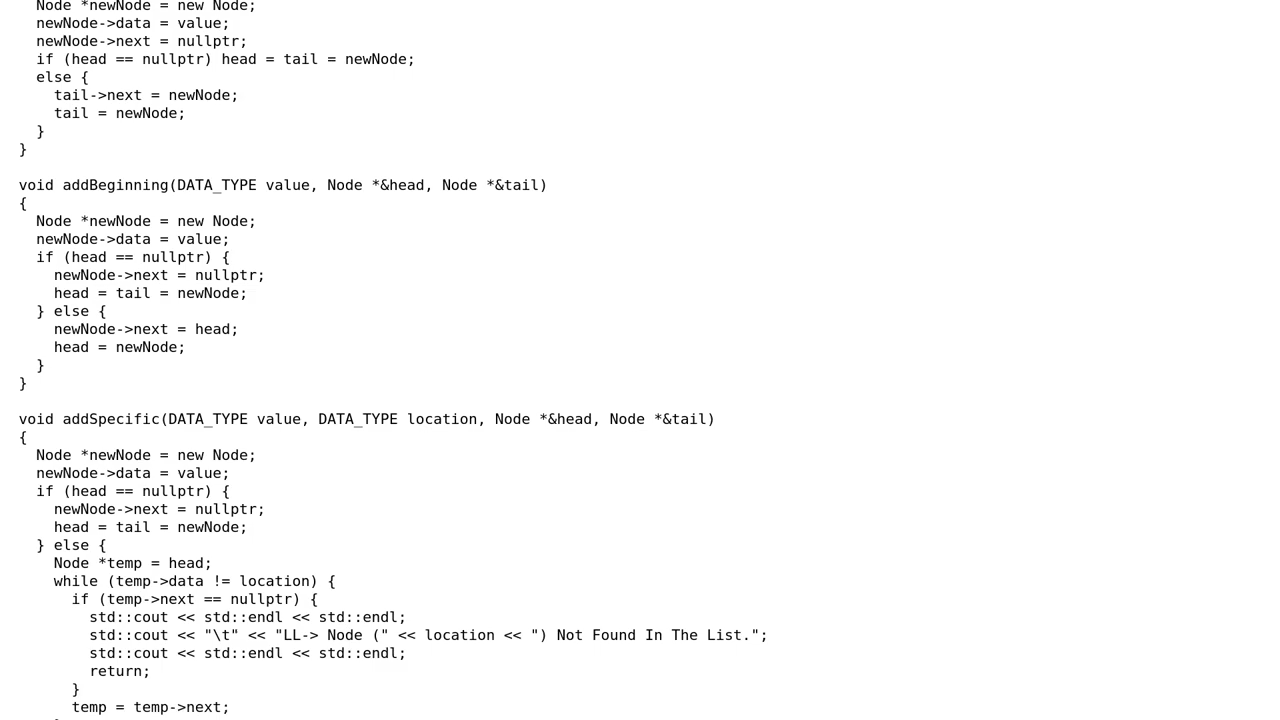 Node *newNode = new Node;
newNode->data = value;
newNode->next = nullptr;
if (head == nullptr) head = tail = newNode;
else {
tail->next = newNode;
tail = newNode;
}
}
void addBeginning(DATA_TYPE value, Node *&head, Node *&tail)
{
Node *newNode = new Node;
newNode->data = value;
if (head == nullptr) {
newNode->next = nullptr;
head = tail = newNode;
} else {
newNode->next = head;
head = newNode;
}
}
void addSpecific(DATA_TYPE value, DATA_TYPE location, Node *&head, Node *&tail)
{
Node *newNode = new Node;
newNode->data = value;
if (head == nullptr) {
newNode->next = nullptr;
head = tail = newNode;
} else {
Node *temp = head;
while (temp->data != location) {
if (temp->next == nullptr) {
std::cout << std::endl << std::endl;
std::cout << "\t" << "LL-> Node (" << location << ") Not Found In The List.";
std::cout << std::endl << std::endl;
return;
}
temp = temp->next;